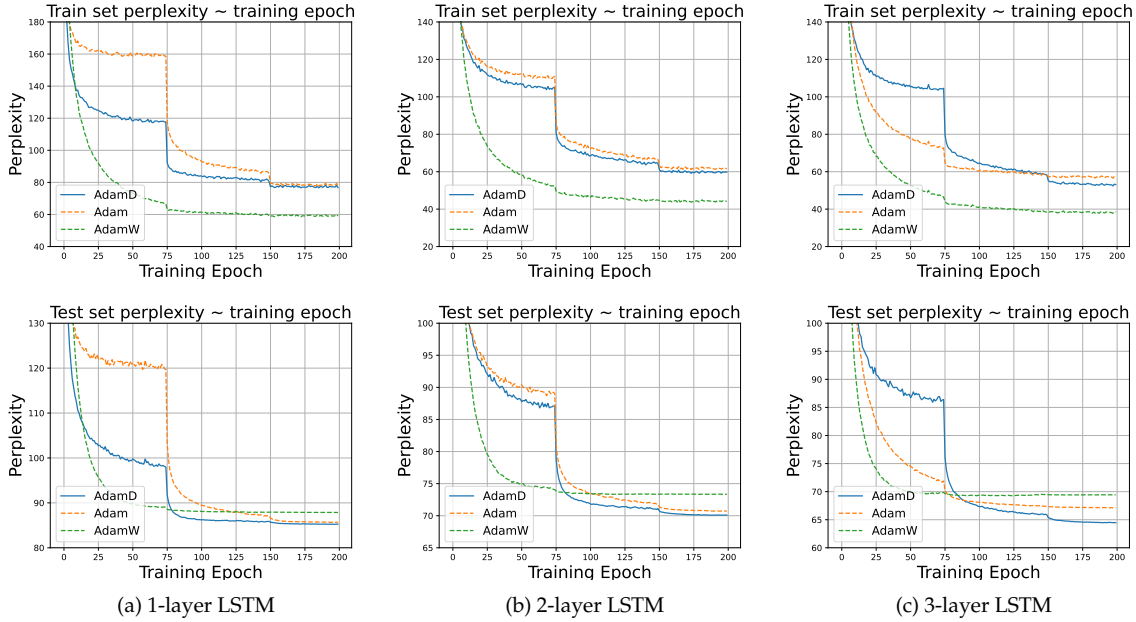 Train set perplexity ~ training epoch
Perplexity
180
160
140
120
100
80
60
40
AdamD
Adam
AdamW
0 25 50 75 100 125 150 175 200
Training Epoch
Train set perplexity ~ training epoch
Perplexity
140
120
100
80
60
40
20
AdamD
Adam
AdamW
0 25 50 75 100 125 150 175 200
Training Epoch
Train set perplexity ~ training epoch
Perplexity
140
120
100
80
60
40
20
AdamD
Adam
AdamW
0 25 50 75 100 125 150 175 200
Training Epoch
Test set perplexity ~ training epoch
Perplexity
130
120
110
100
90
80
AdamD
Adam
AdamW
0 25 50 75 100 125 150 175 200
Training Epoch
Test set perplexity ~ training epoch
Perplexity
100
95
90
85
80
75
70
65
AdamD
Adam
AdamW
0 25 50 75 100 125 150 175 200
Training Epoch
Test set perplexity ~ training epoch
Perplexity
100
95
90
85
80
75
70
65
60
AdamD
Adam
AdamW
0 25 50 75 100 125 150 175 200
Training Epoch
(a) 1-layer LSTM
(b) 2-layer LSTM
(c) 3-layer LSTM